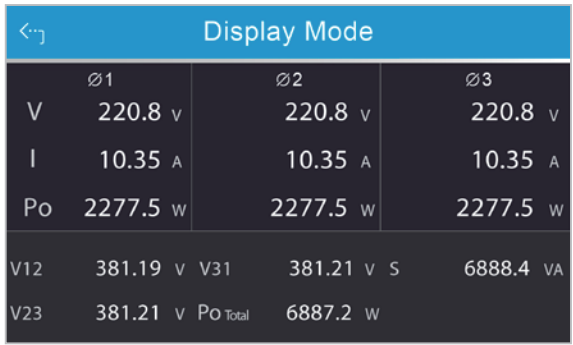 Display Mode
Ø1 Ø2 Ø3
V 220.8 V 220.8 V 220.8 V
I 10.35 A 10.35 A 10.35 A
Po 2277.5 W 2277.5 W 2277.5 W
V12 381.19 V V31 381.21 V S 6888.4 VA
V23 381.21 V Po Total 6887.2 W